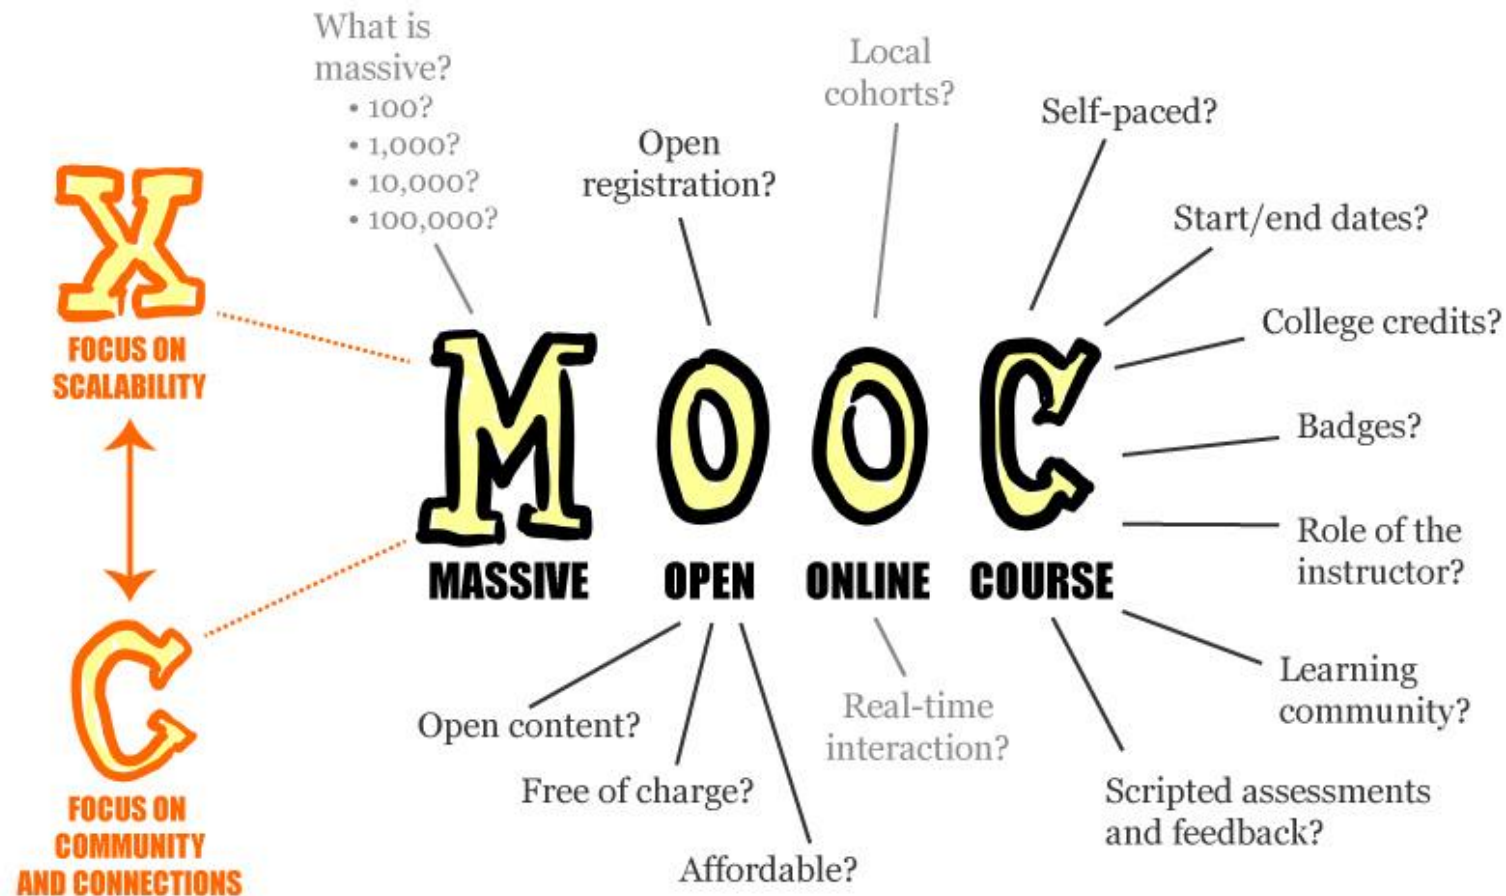 What is
massive?
• 100?
• 1,000?
• 10,000?
• 100,000?
Open
registration?
Local
cohorts?
Self-paced?
Start/end dates?
College credits?
Badges?
Role of the
instructor?
Learning
community?
Scripted assessments
and feedback?
X
FOCUS ON
SCALABILITY
C
FOCUS ON
COMMUNITY
AND CONNECTIONS
MOOC
MASSIVE OPEN ONLINE COURSE
Open content?
Free of charge?
Affordable?
Real-time
interaction?